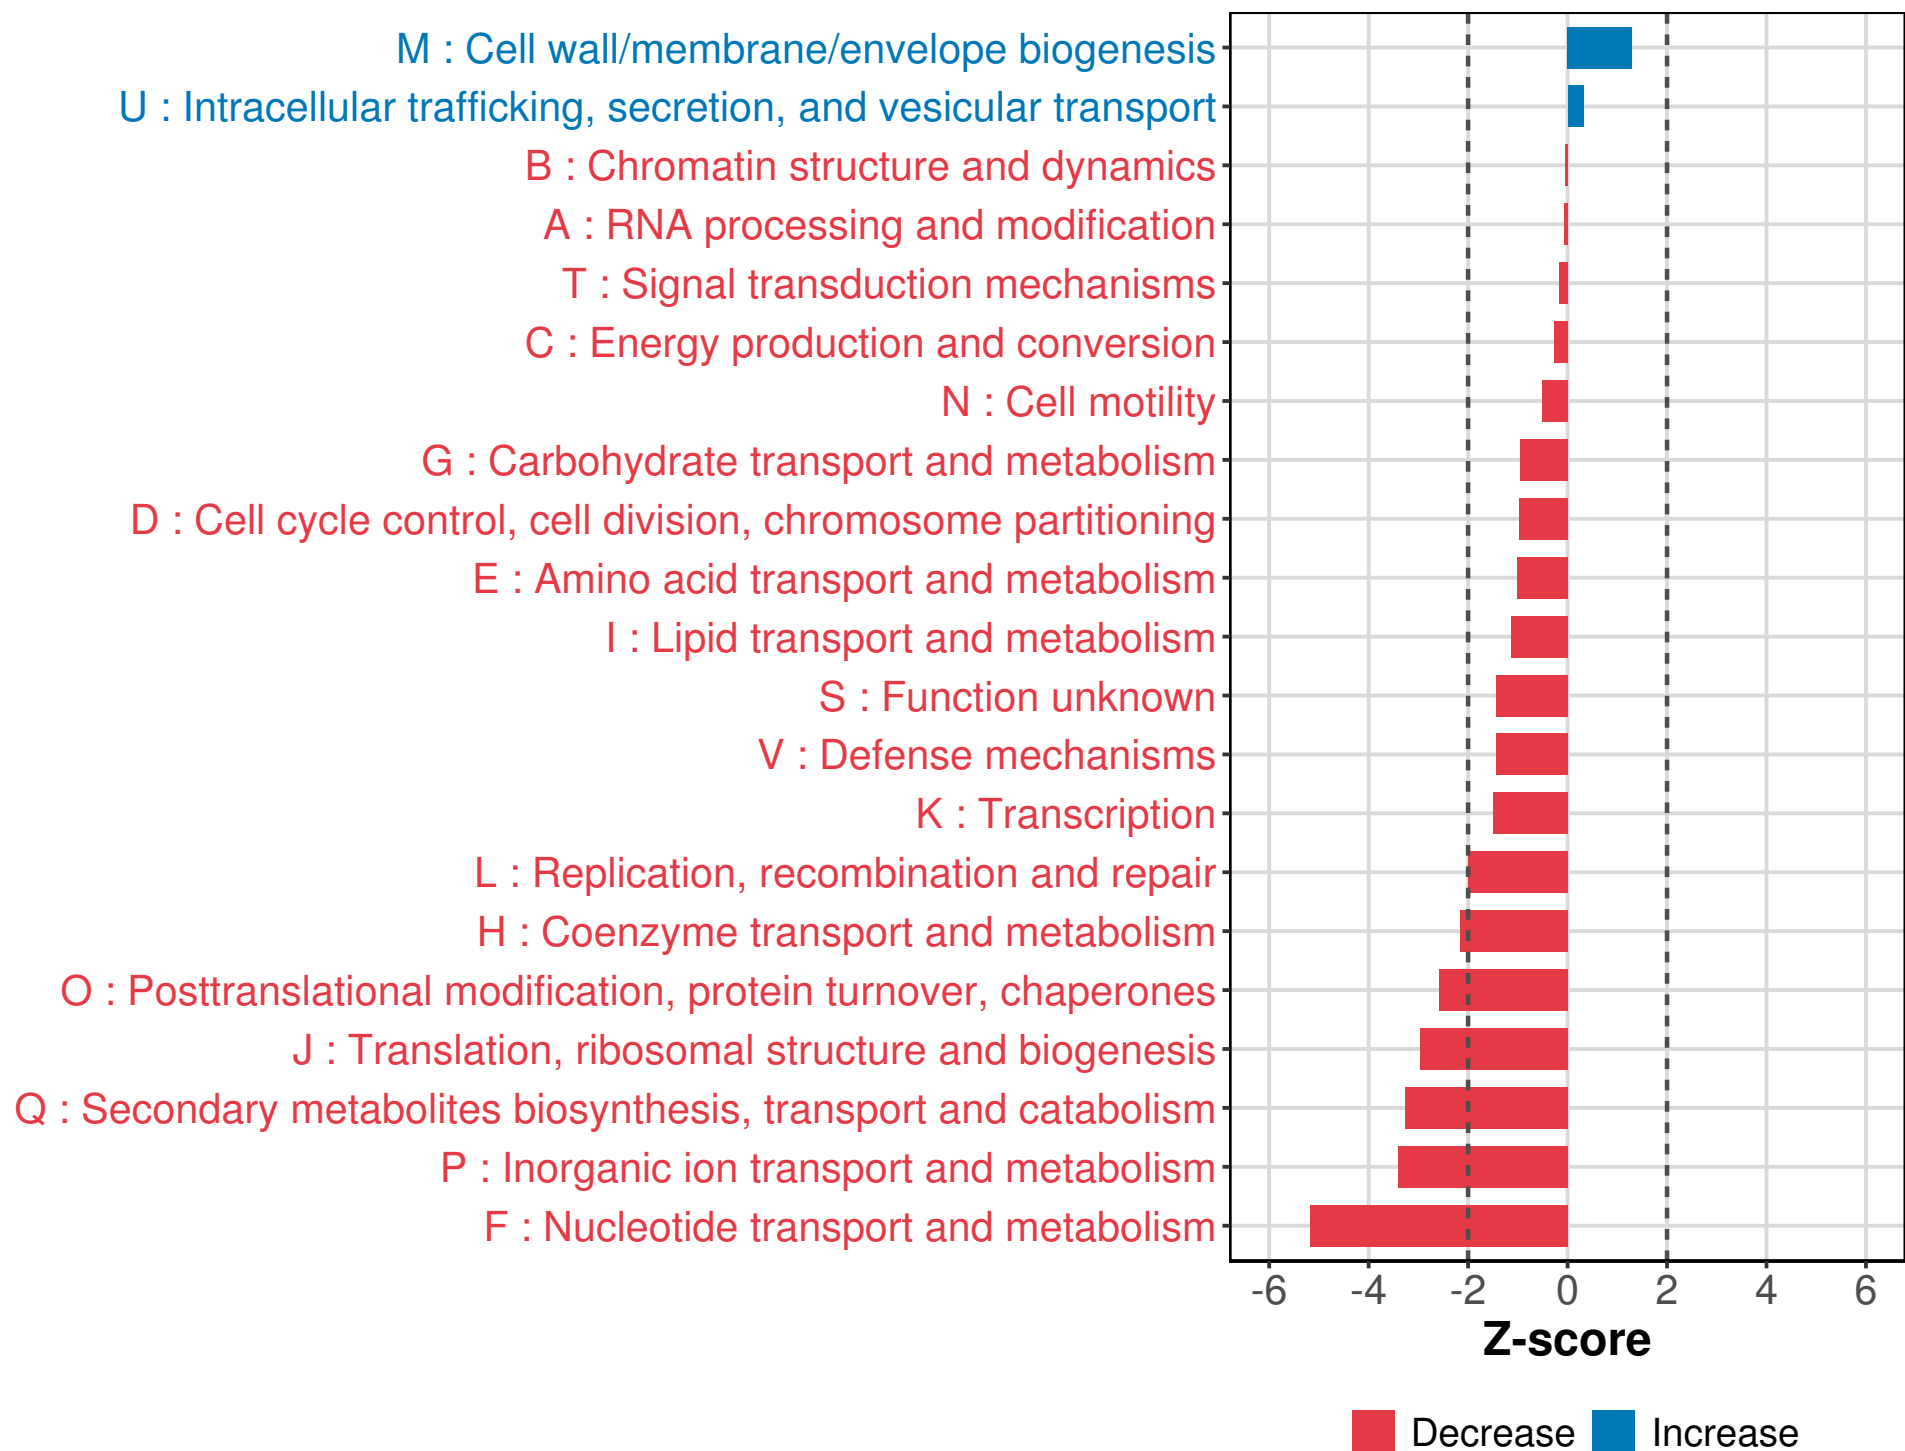 M : Cell wall/membrane/envelope biogenesis
U : Intracellular trafficking, secretion, and vesicular transport
B : Chromatin structure and dynamics
A : RNA processing and modification
T : Signal transduction mechanisms
C : Energy production and conversion
N : Cell motility
G : Carbohydrate transport and metabolism
D : Cell cycle control, cell division, chromosome partitioning
E : Amino acid transport and metabolism
I : Lipid transport and metabolism
S : Function unknown
V : Defense mechanisms
K : Transcription
L : Replication, recombination and repair
H : Coenzyme transport and metabolism
O : Posttranslational modification, protein turnover, chaperones
J : Translation, ribosomal structure and biogenesis
Q : Secondary metabolites biosynthesis, transport and catabolism
P : Inorganic ion transport and metabolism
F : Nucleotide transport and metabolism
-6 -4 -2 0 2 4 6
Z-score
Decrease Increase